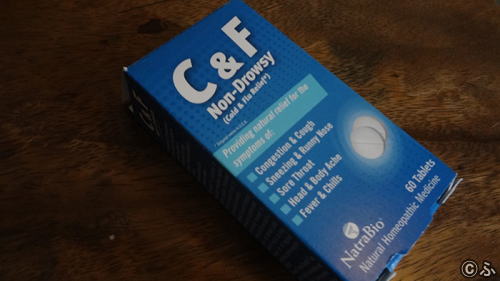 C & F
Non-Drowsy
(Cold & Flu Relief*)
Providing natural relief for the
symptoms of:
Congestion & Cough
Sneezing & Runny Nose
Sore Throat
Head & Body Ache
Fever & Chills
60 Tablets
NatraBio®
Natural Homeopathic Medicine
©ふ